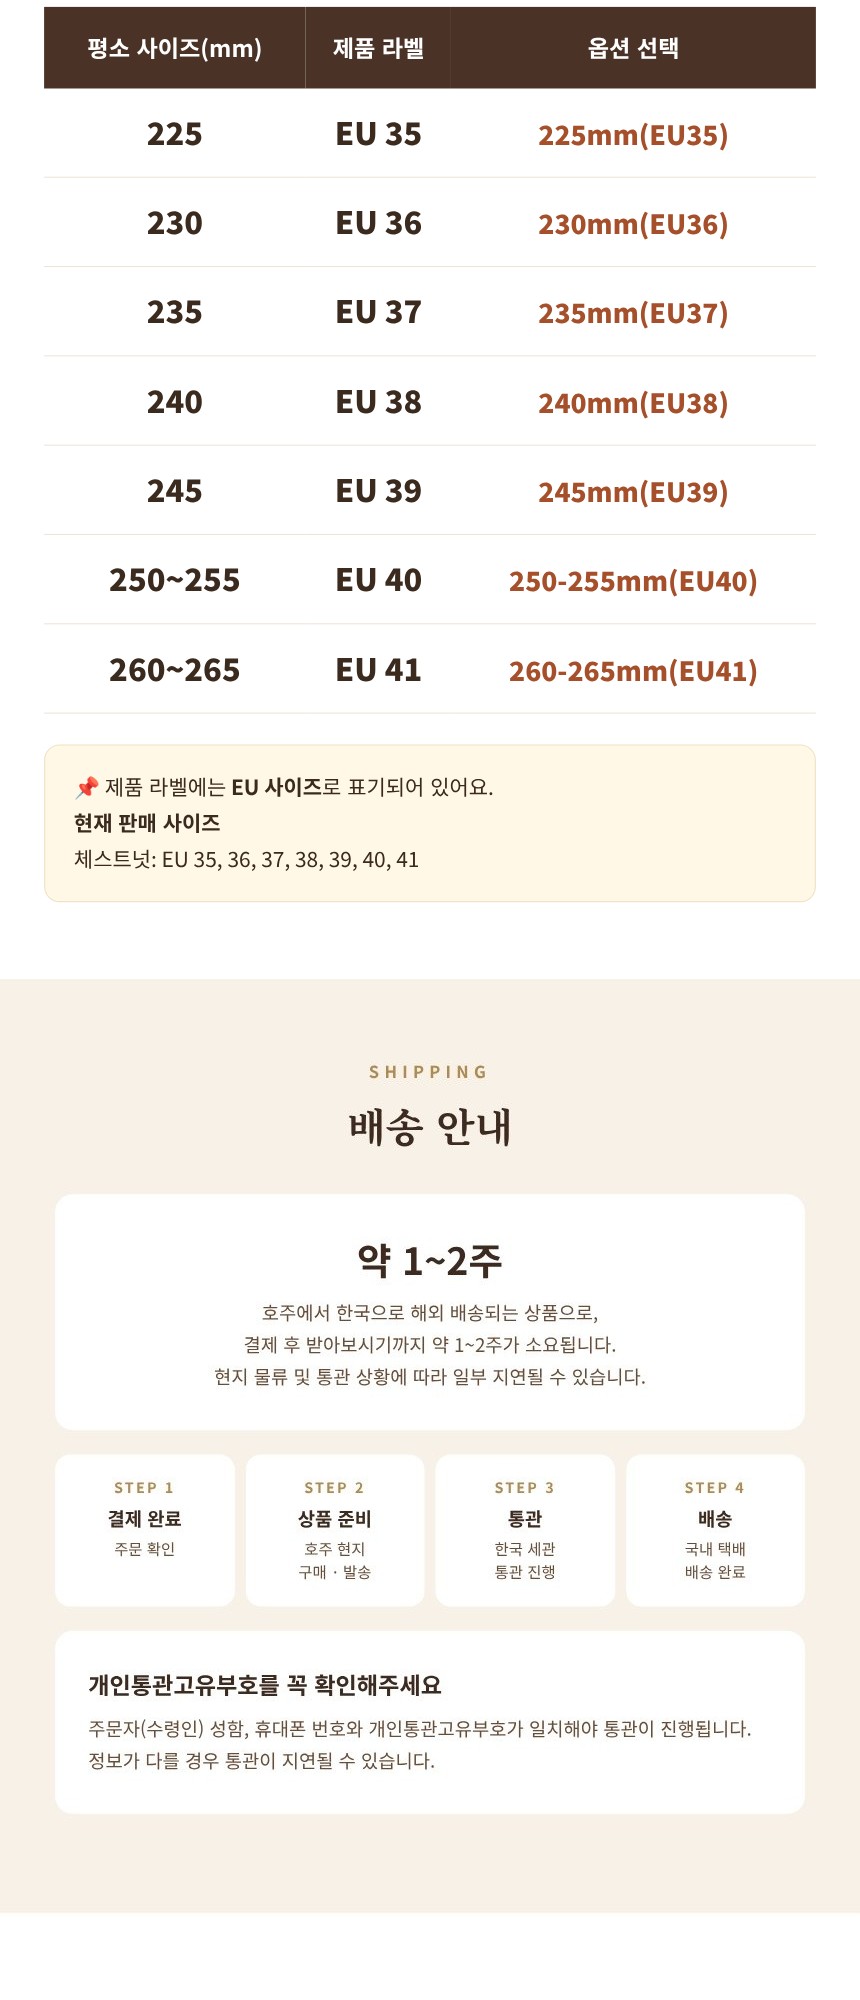 평소 사이즈(mm) 제품 라벨 옵션 선택
225 EU 35 225mm(EU35)
230 EU 36 230mm(EU36)
235 EU 37 235mm(EU37)
240 EU 38 240mm(EU38)
245 EU 39 245mm(EU39)
250~255 EU 40 250-255mm(EU40)
260~265 EU 41 260-265mm(EU41)
📌 제품 라벨에는 EU 사이즈로 표기되어 있어요.
현재 판매 사이즈
체스트넛: EU 35, 36, 37, 38, 39, 40, 41
SHIPPING
배송 안내
약 1~2주
호주에서 한국으로 해외 배송되는 상품으로,
결제 후 받아보시기까지 약 1~2주가 소요됩니다.
현지 물류 및 통관 상황에 따라 일부 지연될 수 있습니다.
STEP 1
결제 완료
주문 확인
STEP 2
상품 준비
호주 현지
구매 · 발송
STEP 3
통관
한국 세관
통관 진행
STEP 4
배송
국내 택배
배송 완료
개인통관고유부호를 꼭 확인해주세요
주문자(수령인) 성함, 휴대폰 번호와 개인통관고유부호가 일치해야 통관이 진행됩니다.
정보가 다를 경우 통관이 지연될 수 있습니다.